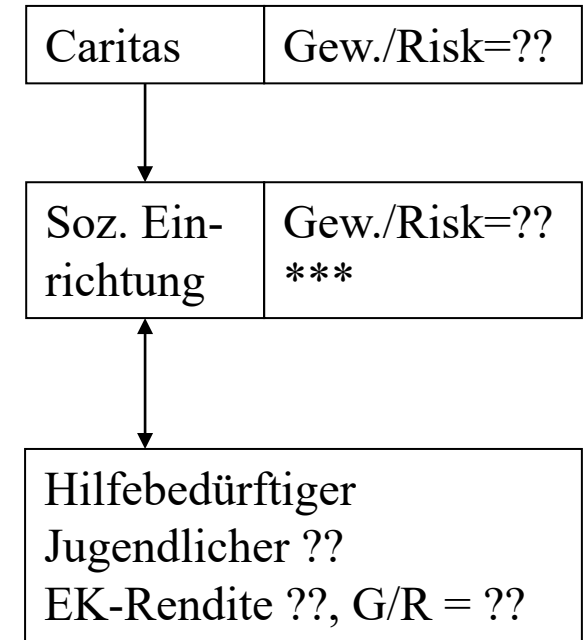 Caritas Gew./Risk=??
Soz. Ein- Gew./Risk=??
richtung ***
Hilfebedürftiger
Jugendlicher ??
EK-Rendite ??, G/R = ??